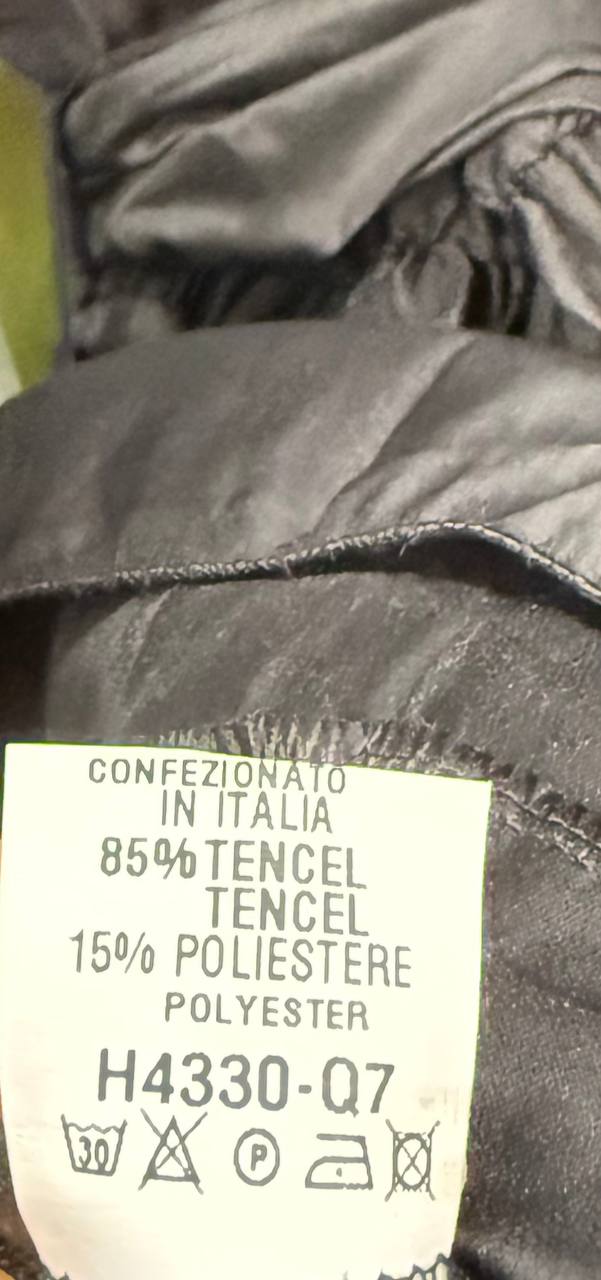 CONFEZIONATO
IN ITALIA
85% TENCEL
TENCEL
15% POLIESTERE
POLYESTER
H4330-Q7
30 P